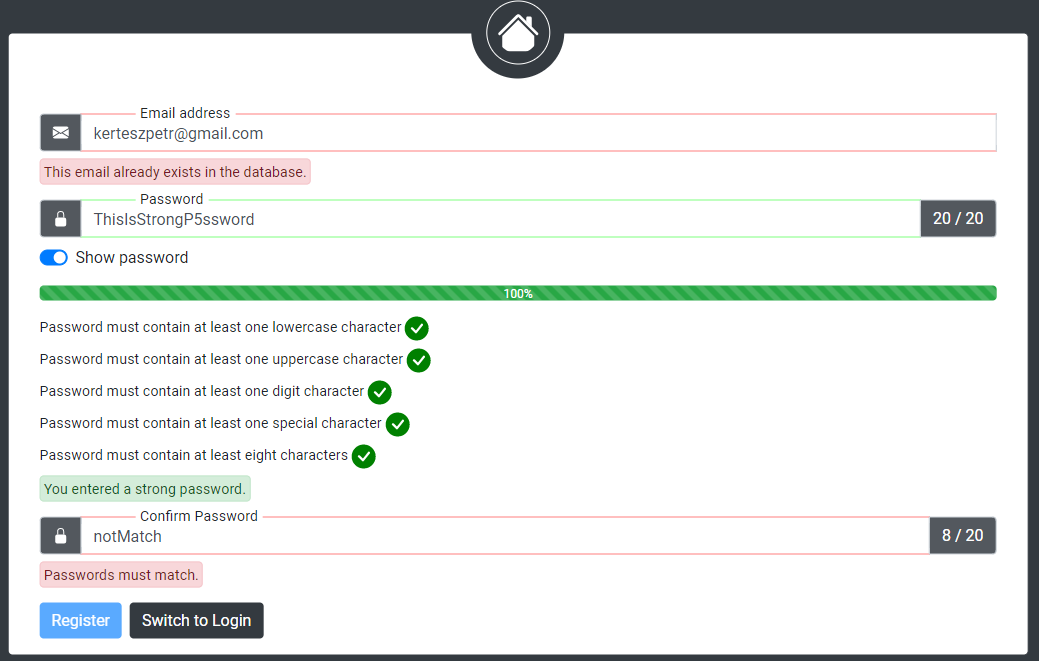 Email address
kerteszpetr@gmail.com
This email already exists in the database.
Password
ThisIsStrongP5ssword
20 / 20
Show password
100%
Password must contain at least one lowercase character
Password must contain at least one uppercase character
Password must contain at least one digit character
Password must contain at least one special character
Password must contain at least eight characters
You entered a strong password.
Confirm Password
notMatch
8 / 20
Passwords must match.
Register
Switch to Login